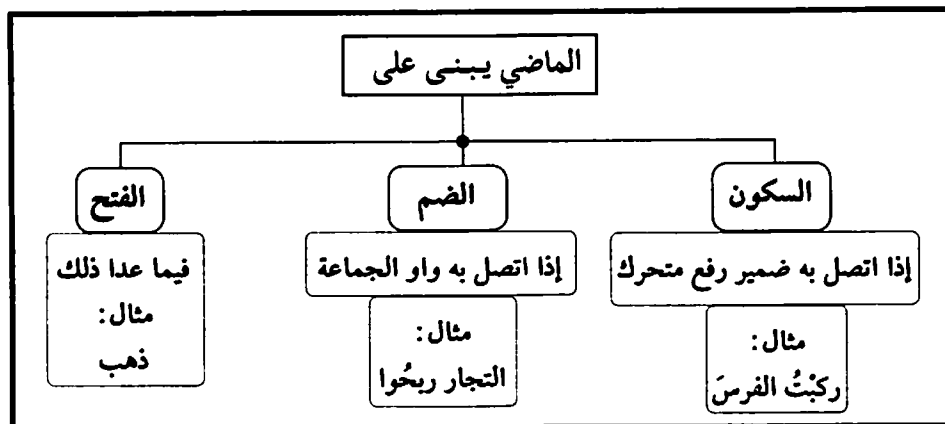 الماضي يبنى على
السكون
إذا اتصل به ضمير رفع متحرك
مثال:
ركبْتُ الفرسَ
الضم
إذا اتصل به واو الجماعة
مثال:
التجار ربحُوا
الفتح
فيما عدا ذلك
مثال:
ذهب